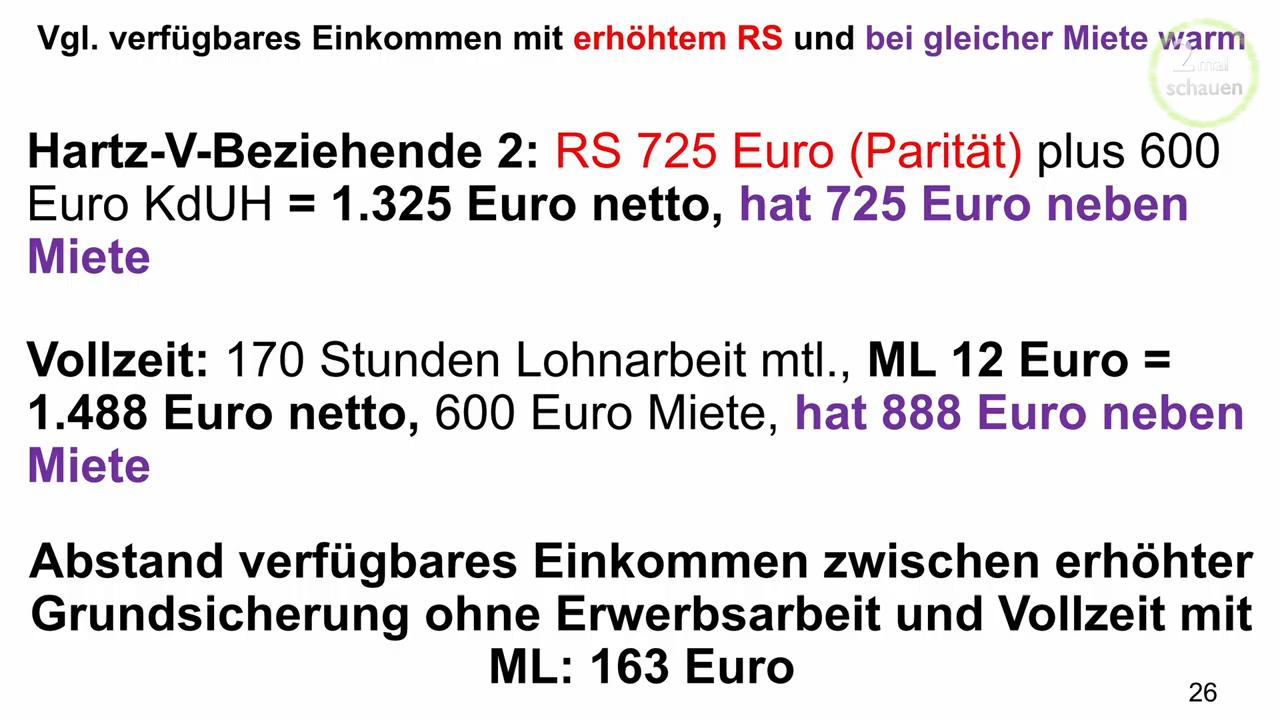 Vgl. verfügbares Einkommen mit erhöhtem RS und bei gleicher Miete warm
2 mal
schauen
Hartz-V-Beziehende 2: RS 725 Euro (Parität) plus 600
Euro KdUH = 1.325 Euro netto, hat 725 Euro neben
Miete
Vollzeit: 170 Stunden Lohnarbeit mtl., ML 12 Euro =
1.488 Euro netto, 600 Euro Miete, hat 888 Euro neben
Miete
Abstand verfügbares Einkommen zwischen erhöhter
Grundsicherung ohne Erwerbsarbeit und Vollzeit mit
ML: 163 Euro
26